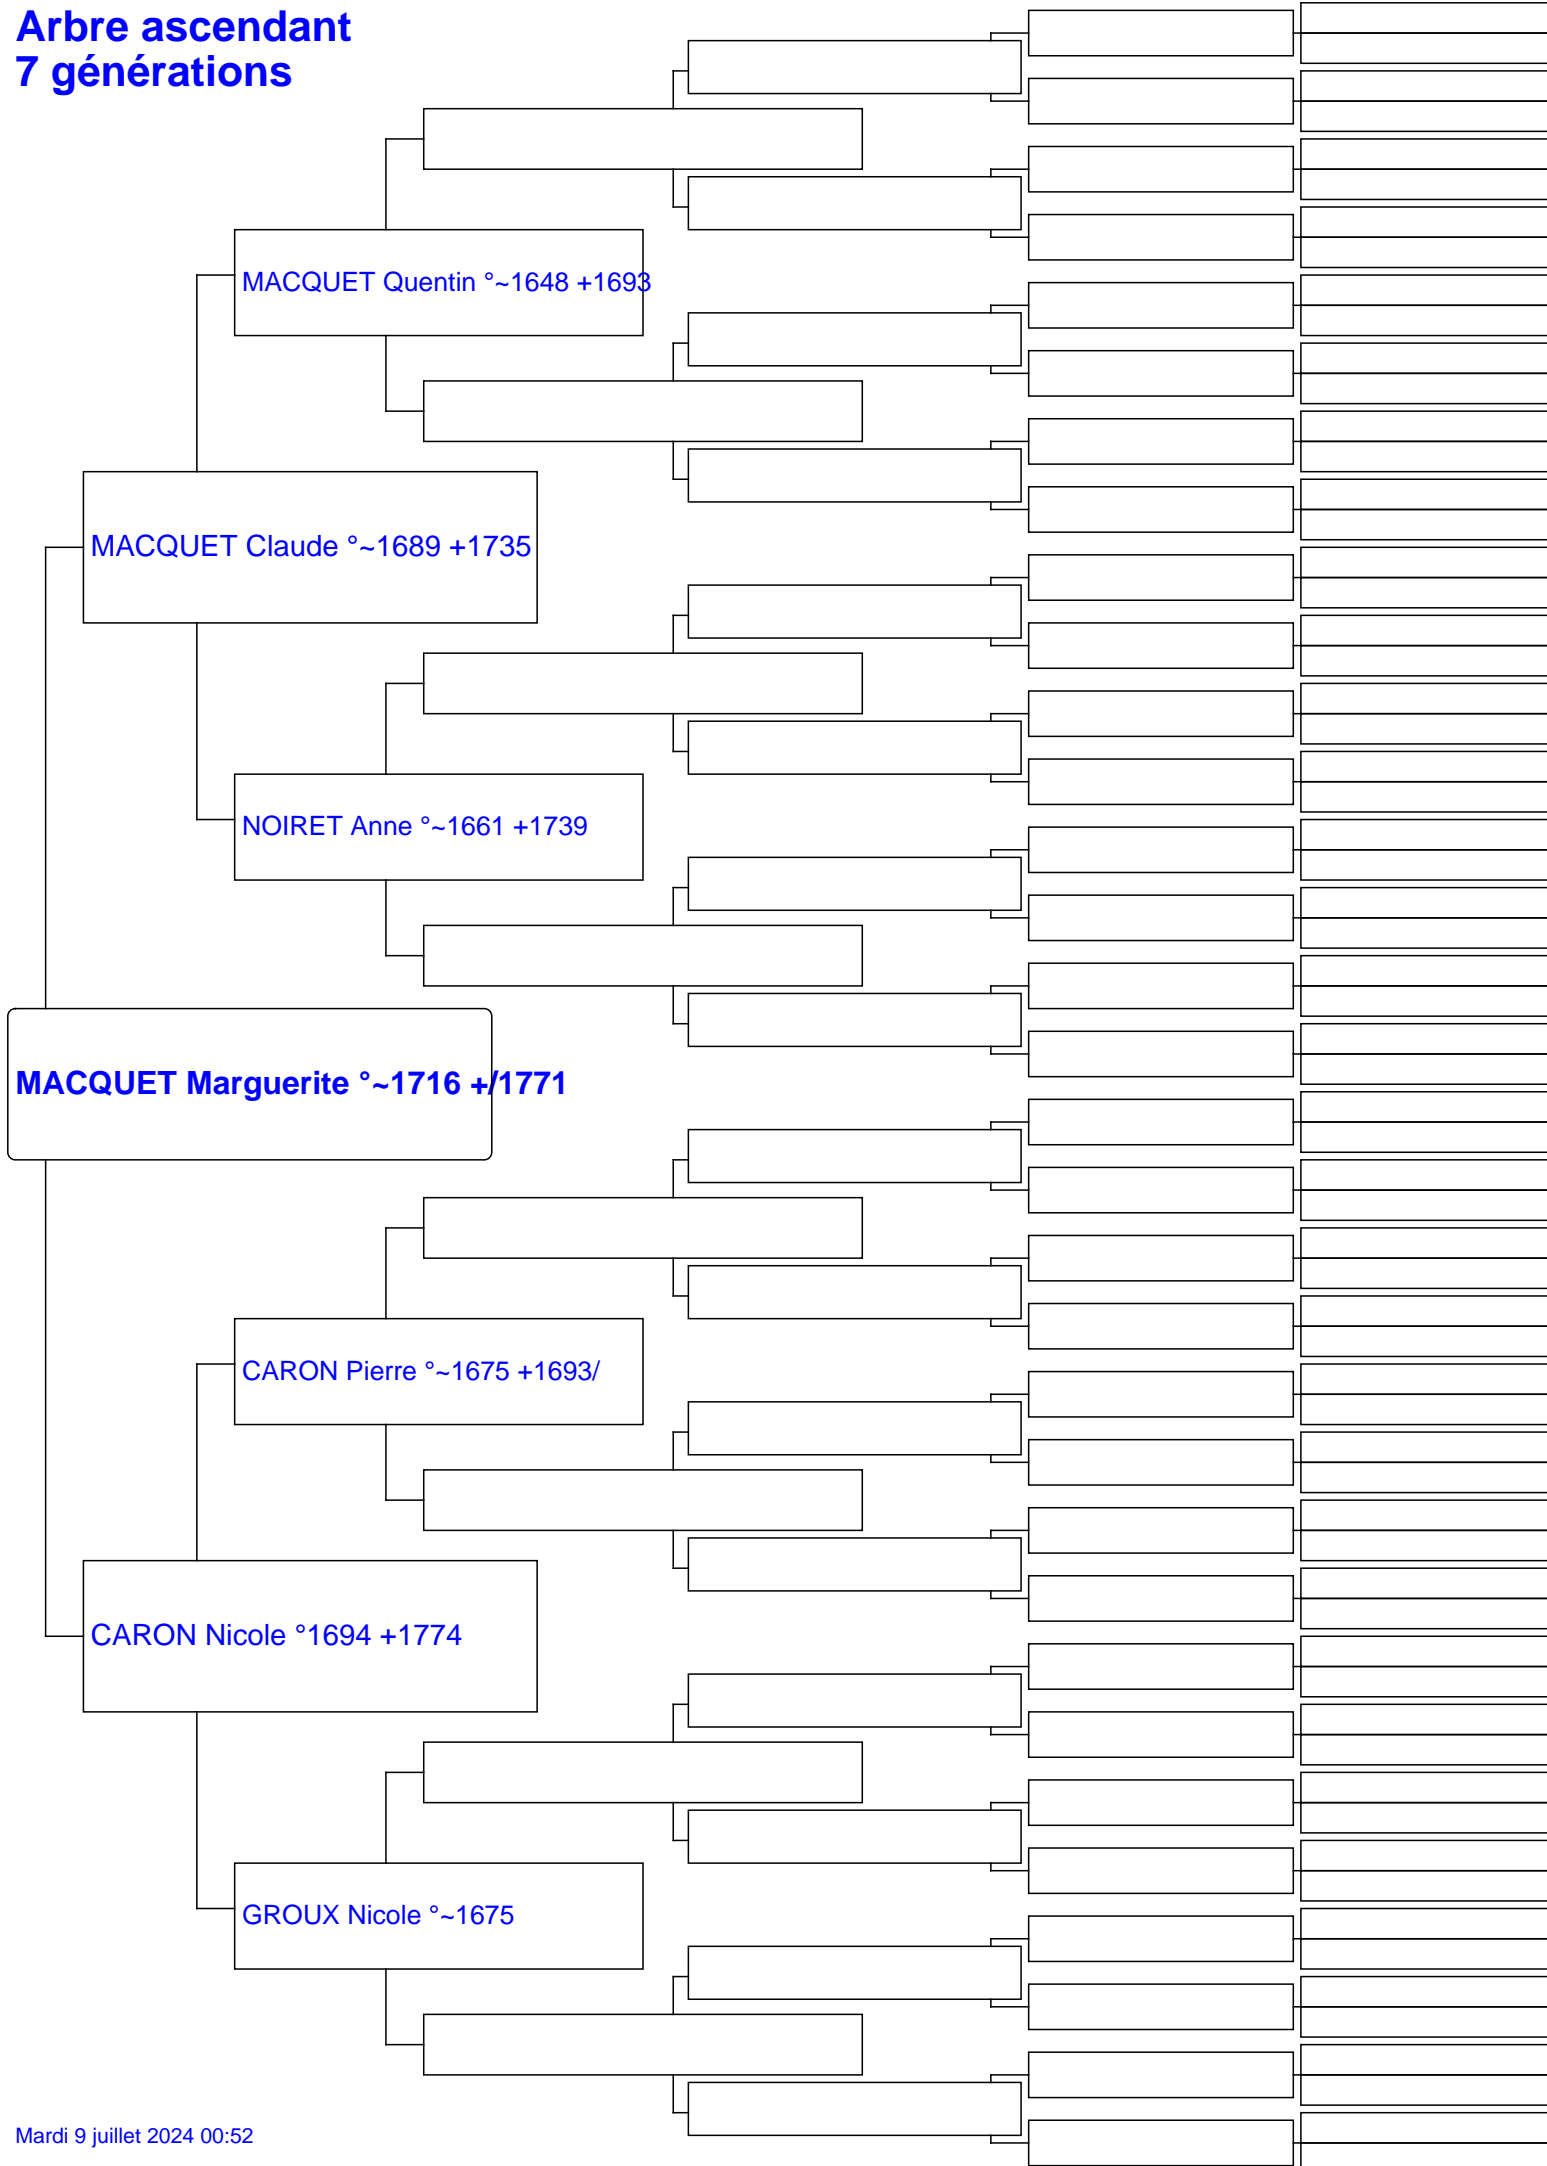 Arbre ascendant
7 générations
MACQUET Quentin °~1648 +1693
MACQUET Claude °~1689 +1735
NOIRET Anne °~1661 +1739
MACQUET Marguerite °~1716 +/1771
CARON Pierre °~1675 +1693/
CARON Nicole °1694 +1774
GROUX Nicole °~1675
Mardi 9 juillet 2024 00:52